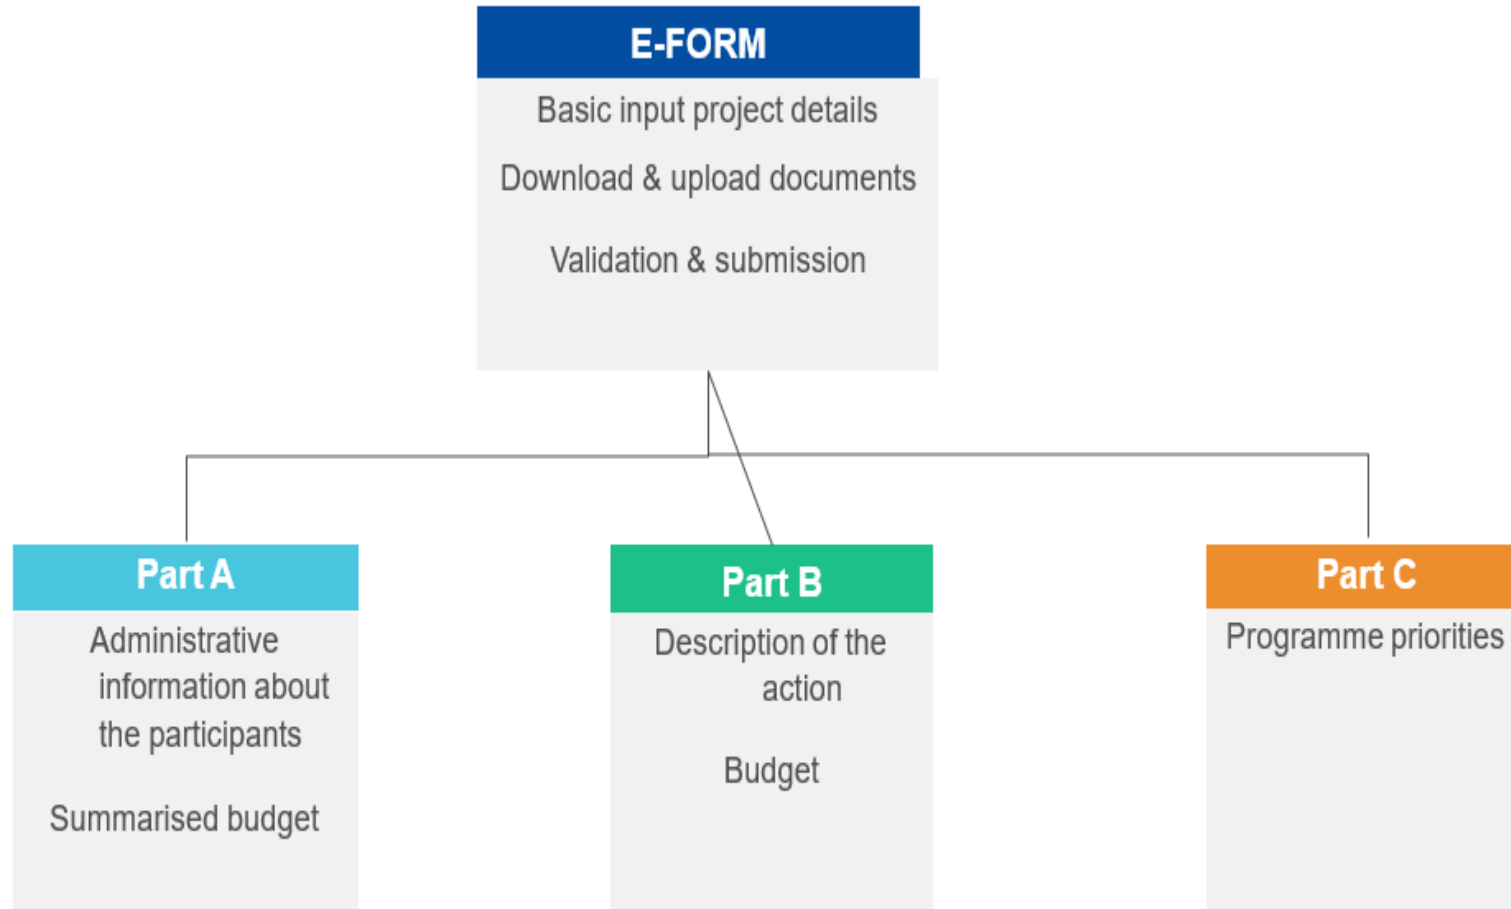 E-FORM
Basic input project details
Download & upload documents
Validation & submission
Part A
Administrative
information about
the participants
Summarised budget
Part B
Description of the
action
Budget
Part C
Programme priorities